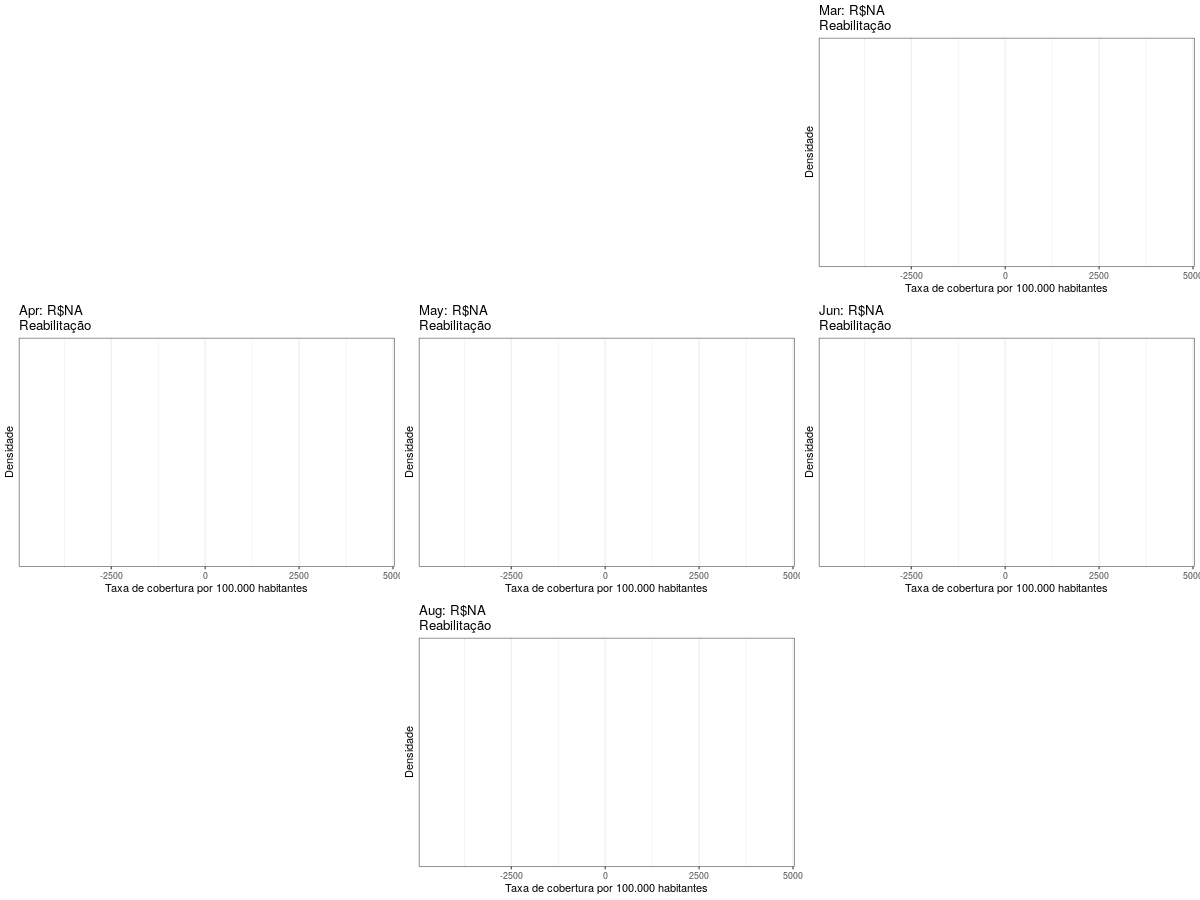 Mar: R$NA
Reabilitação
Densidade
-2500 0 2500 5000
Taxa de cobertura por 100.000 habitantes
Apr: R$NA
Reabilitação
Densidade
-2500 0 2500 5000
Taxa de cobertura por 100.000 habitantes
May: R$NA
Reabilitação
Densidade
-2500 0 2500 5000
Taxa de cobertura por 100.000 habitantes
Jun: R$NA
Reabilitação
Densidade
-2500 0 2500 5000
Taxa de cobertura por 100.000 habitantes
Aug: R$NA
Reabilitação
Densidade
-2500 0 2500 5000
Taxa de cobertura por 100.000 habitantes